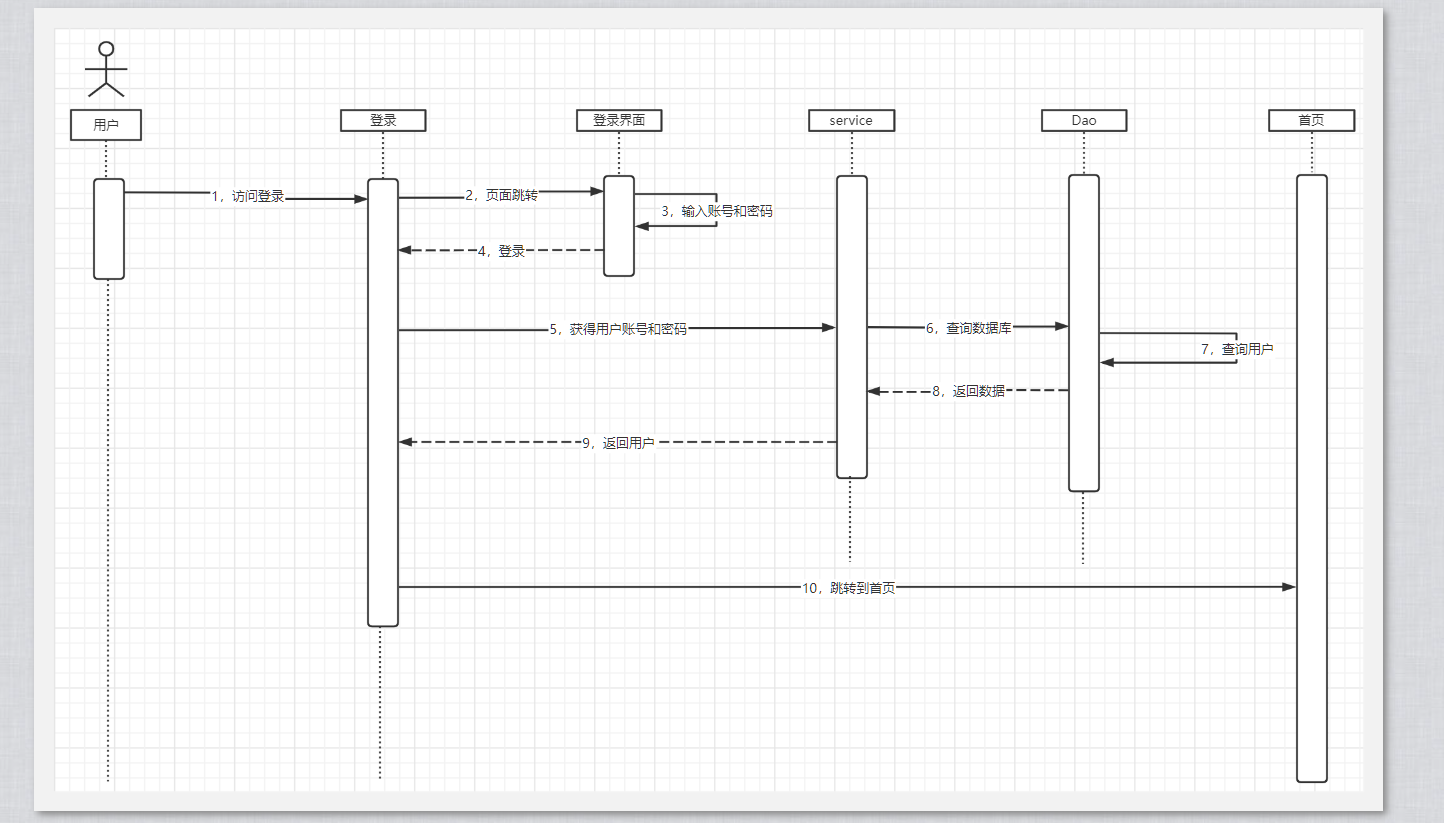 用户
登录
登录界面
service
Dao
首页
1，访问登录
2，页面跳转
3，输入账号和密码
4，登录
5，获得用户账号和密码
6，查询数据库
7，查询用户
8，返回数据
9，返回用户
10，跳转到首页